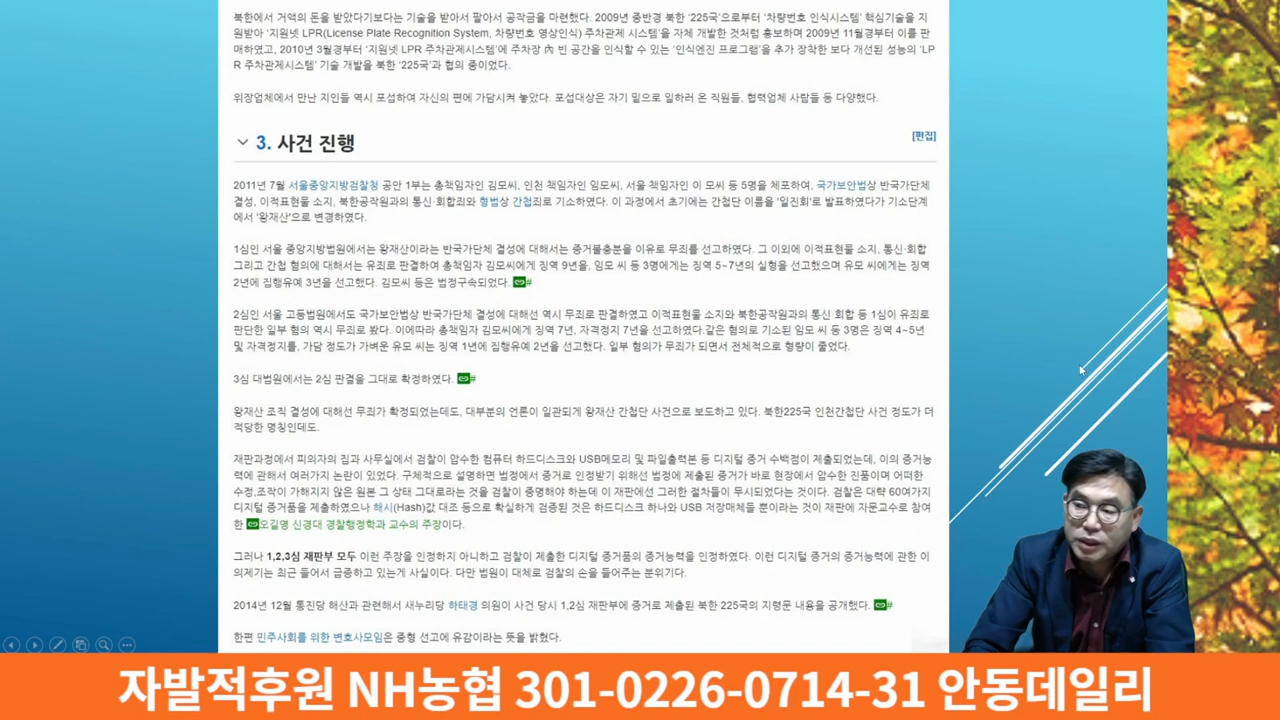 북한에서 거액의 돈을 받았다기보다는 기술을 받아서 팔아서 공작금을 마련했다. 2009년 중반경 북한 '225국'으로부터 '차량번호 인식시스템' 핵심기술을 지
원받아 '지원넷 LPR(License Plate Recognition System, 차량번호 영상인식) 주차관제 시스템'을 자체 개발한 것처럼 홍보하며 2009년 11월경부터 이를 판
매하였고, 2010년 3월경부터 '지원넷 LPR 주차관제시스템'에 주차장 內 빈 공간을 인식할 수 있는 '인식엔진 프로그램'을 추가 장착한 보다 개선된 성능의 'LP
R 주차관제시스템' 기술 개발을 북한 '225국'과 협의 중이었다.
위장업체에서 만난 지인들 역시 포섭하여 자신의 편에 가담시켜 놓았다. 포섭대상은 자기 밑으로 일하러 온 직원들, 협력업체 사람들 등 다양했다.
3. 사건 진행
[편집]
2011년 7월 서울중앙지방검찰청 공안 1부는 총책임자인 김모씨, 인천 책임자인 임모씨, 서울 책임자인 이 모씨 등 5명을 체포하여, 국가보안법상 반국가단체
결성, 이적표현물 소지, 북한공작원과의 통신·회합죄와 형법상 간첩죄로 기소하였다. 이 과정에서 초기에는 간첩단 이름을 '일진회'로 발표하였다가 기소단계
에서 '왕재산'으로 변경하였다.
1심인 서울 중앙지방법원에서는 왕재산이라는 반국가단체 결성에 대해서는 증거불충분을 이유로 무죄를 선고하였다. 그 이외에 이적표현물 소지, 통신·회합
그리고 간첩 혐의에 대해서는 유죄로 판결하여 총책임자 김모씨에게 징역 9년을, 임모 씨 등 3명에게는 징역 5~7년의 실형을 선고했으며 유모 씨에게는 징역
2년에 집행유예 3년을 선고했다. 김모씨 등은 법정구속되었다. #
2심인 서울 고등법원에서도 국가보안법상 반국가단체 결성에 대해선 역시 무죄로 판결하였고 이적표현물 소지와 북한공작원과의 통신·회합 등 1심이 유죄로
판단한 일부 혐의 역시 무죄로 봤다. 이에따라 총책임자 김모씨에게 징역 7년, 자격정지 7년을 선고하였다.같은 혐의로 기소된 임모 씨 등 3명은 징역 4~5년
및 자격정지를, 가담 정도가 가벼운 유모 씨는 징역 1년에 집행유예 2년을 선고했다. 일부 혐의가 무죄가 되면서 전체적으로 형량이 줄었다.
3심 대법원에서는 2심 판결을 그대로 확정하였다. #
왕재산 조직 결성에 대해선 무죄가 확정되었는데도, 대부분의 언론이 일관되게 왕재산 간첩단 사건으로 보도하고 있다. 북한225국 인천간첩단 사건 정도가 더
적당한 명칭인데도.
재판과정에서 피의자의 집과 사무실에서 검찰이 압수한 컴퓨터 하드디스크와 USB메모리 및 파일출력본 등 디지털 증거 수백점이 제출되었는데, 이의 증거능
력에 관해서 여러가지 논란이 있었다. 구체적으로 설명하면 법정에서 증거로 인정받기 위해선 법정에 제출된 증거가 바로 현장에서 압수한 진품이며 어떠한
수정,조작이 가해지지 않은 원본 그 상태 그대로라는 것을 검찰이 증명해야 하는데 이 재판에선 그러한 절차들이 무시되었다는 것이다. 검찰은 대략 60여가지
디지털 증거품을 제출하였으나 해시(Hash)값 대조 등으로 확실하게 검증된 것은 하드디스크 하나와 USB 저장매체들 뿐이라는 것이 재판에 자문교수로 참여
한 오길영 신경대 경찰행정학과 교수의 주장이다.
그러나 1,2,3심 재판부 모두 이런 주장을 인정하지 아니하고 검찰이 제출한 디지털 증거품의 증거능력을 인정하였다. 이런 디지털 증거의 증거능력에 관한 이
의제기는 최근 들어서 급증하고 있는게 사실이다. 다만 법원이 대체로 검찰의 손을 들어주는 분위기다.
2014년 12월 통진당 해산과 관련해서 새누리당 하태경 의원이 사건 당시 1,2심 재판부에 증거로 제출된 북한 225국의 지령문 내용을 공개했다. #
한편 민주사회를 위한 변호사모임은 중형 선고에 유감이라는 뜻을 밝혔다.
자발적후원 NH농협 301-0226-0714-31 안동데일리